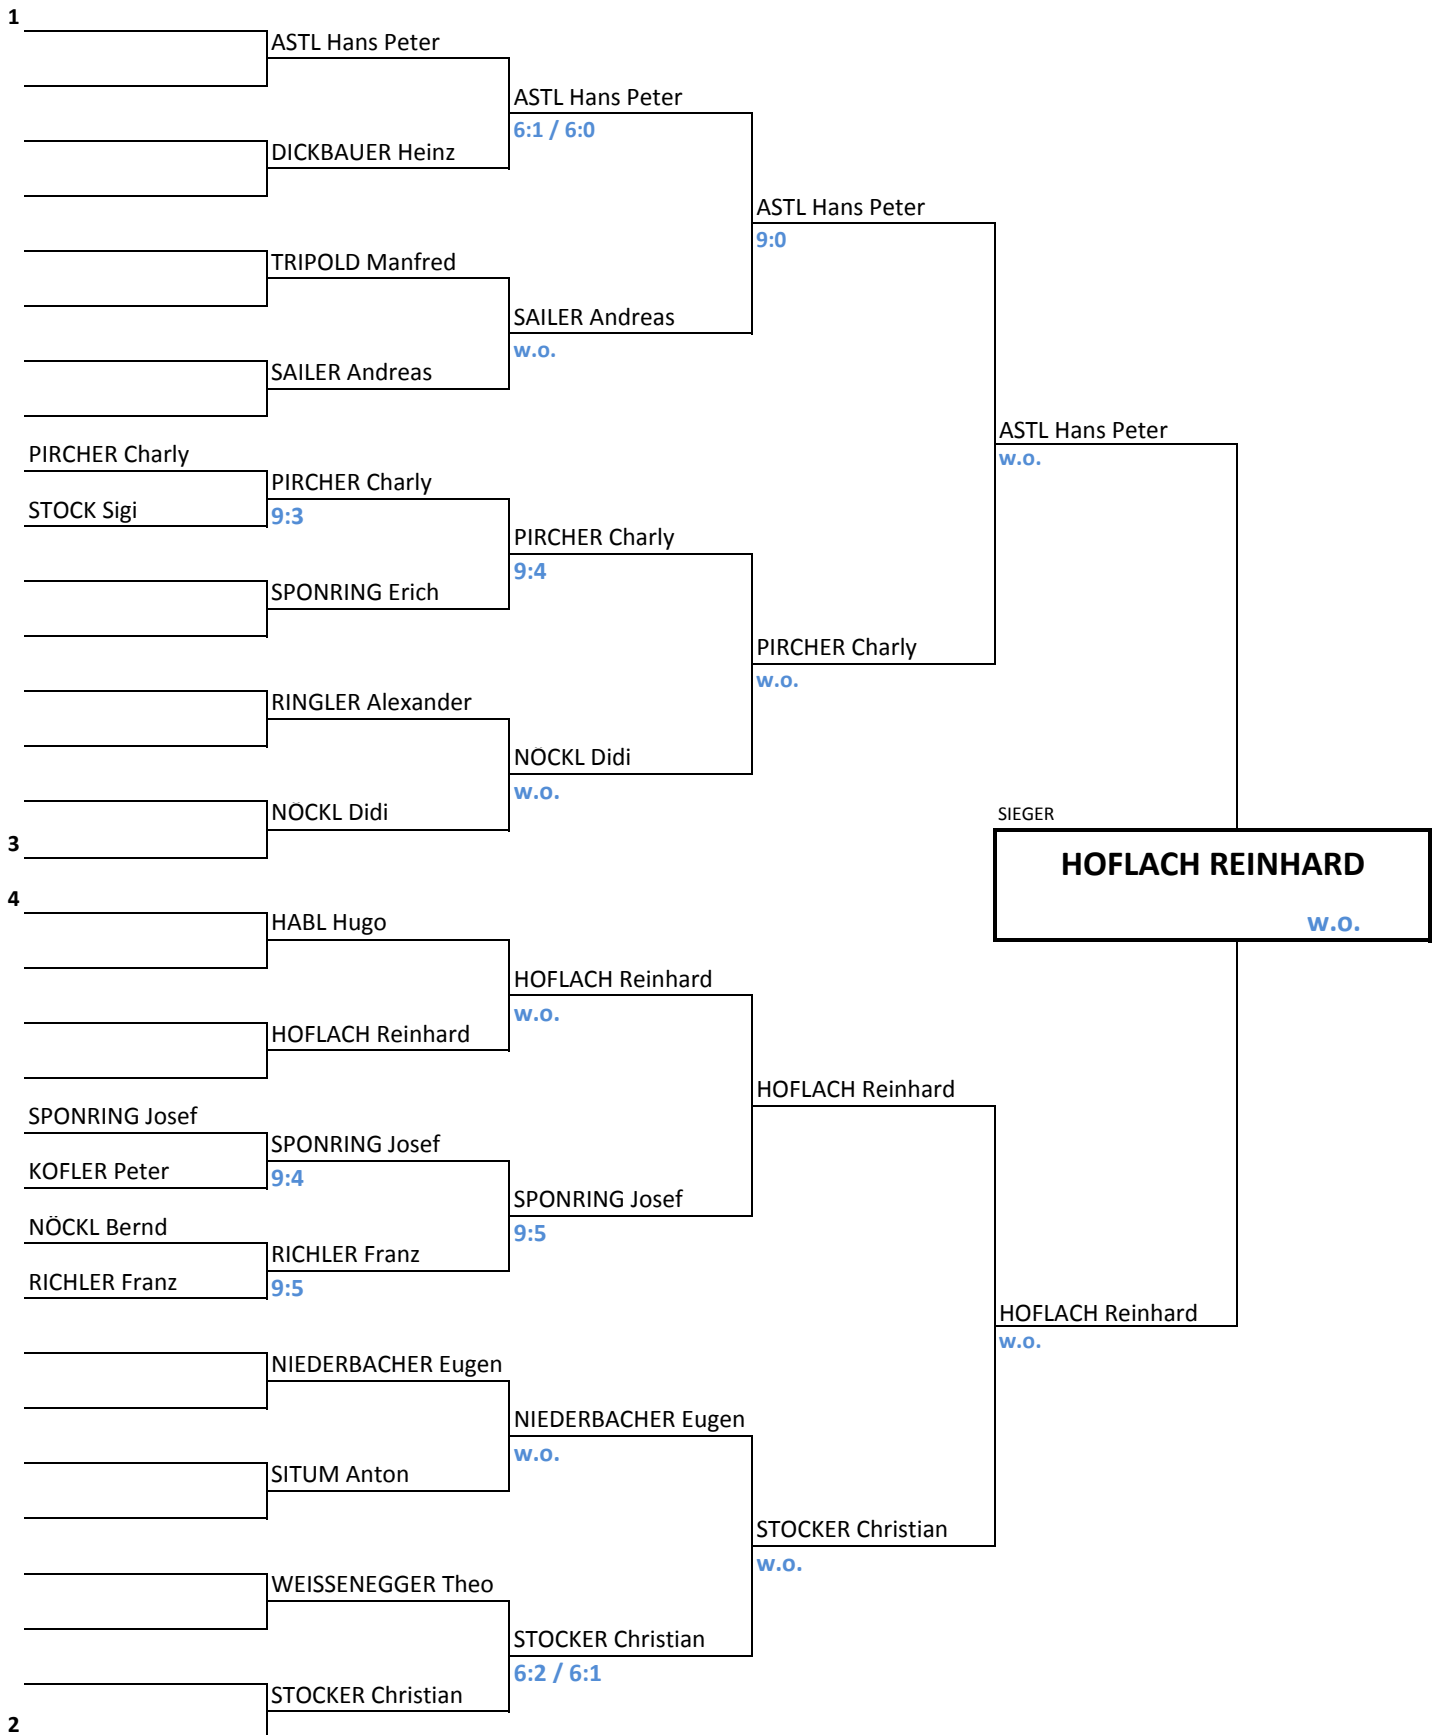 1
ASTL Hans Peter
ASTL Hans Peter
6:1 / 6:0
DICKBAUER Heinz
ASTL Hans Peter
9:0
TRIPOLD Manfred
SAILER Andreas
w.o.
SAILER Andreas
ASTL Hans Peter
w.o.
PIRCHER Charly
PIRCHER Charly
STOCK Sigi
9:3
PIRCHER Charly
9:4
SPONRING Erich
PIRCHER Charly
w.o.
RINGLER Alexander
NÖCKL Didi
w.o.
NÖCKL Didi
3
SIEGER
HOFLACH REINHARD
w.o.
4
HABL Hugo
HOFLACH Reinhard
w.o.
HOFLACH Reinhard
HOFLACH Reinhard
SPONRING Josef
SPONRING Josef
KOFLER Peter
9:4
SPONRING Josef
9:5
NÖCKL Bernd
RICHLER Franz
RICHLER Franz
9:5
HOFLACH Reinhard
w.o.
NIEDERBACHER Eugen
NIEDERBACHER Eugen
w.o.
SITUM Anton
STOCKER Christian
w.o.
WEISSENEGGER Theo
STOCKER Christian
6:2 / 6:1
STOCKER Christian
2